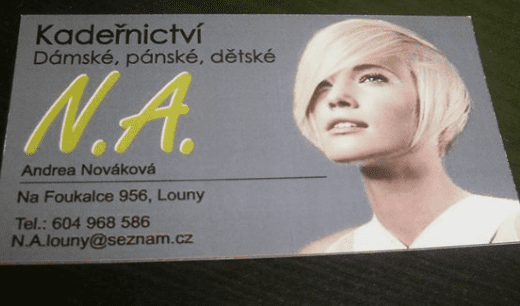 Kadeřnictví
Dámské, pánské, dětské
N.A.
Andrea Nováková
Na Foukalce 956, Louny
Tel.: 604 968 586
N.A.louny@seznam.cz